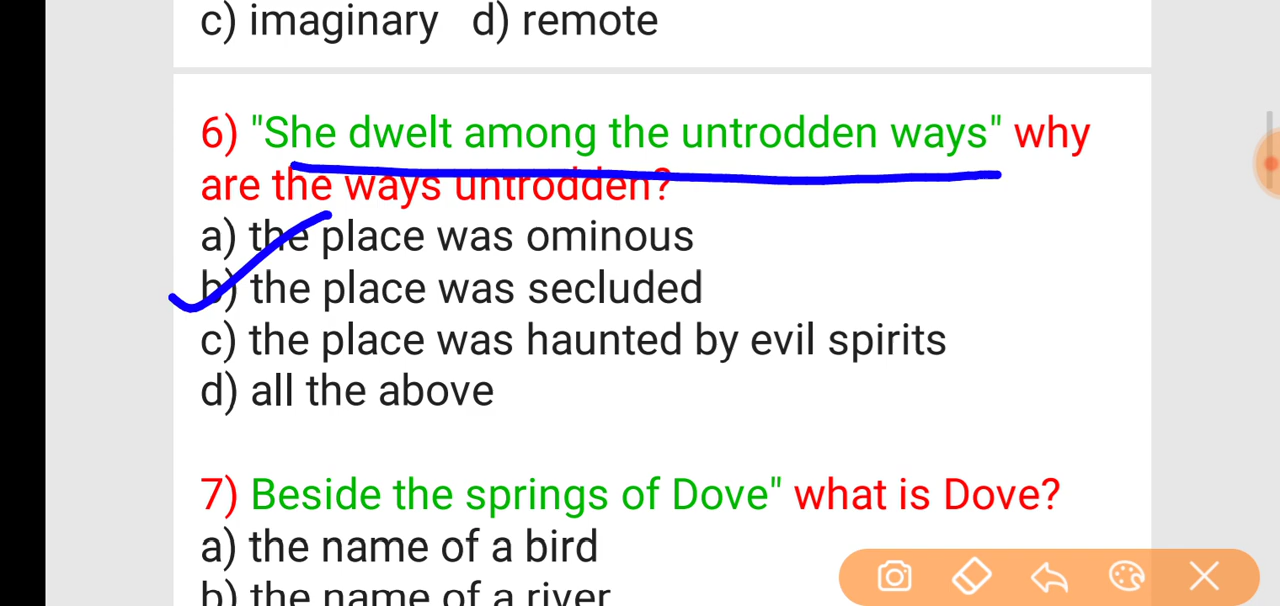 c) imaginary d) remote
6) "She dwelt among the untrodden ways" why
are the ways untrodden?
a) the place was ominous
b) the place was secluded
c) the place was haunted by evil spirits
d) all the above
7) Beside the springs of Dove" what is Dove?
a) the name of a bird
b) the name of a river